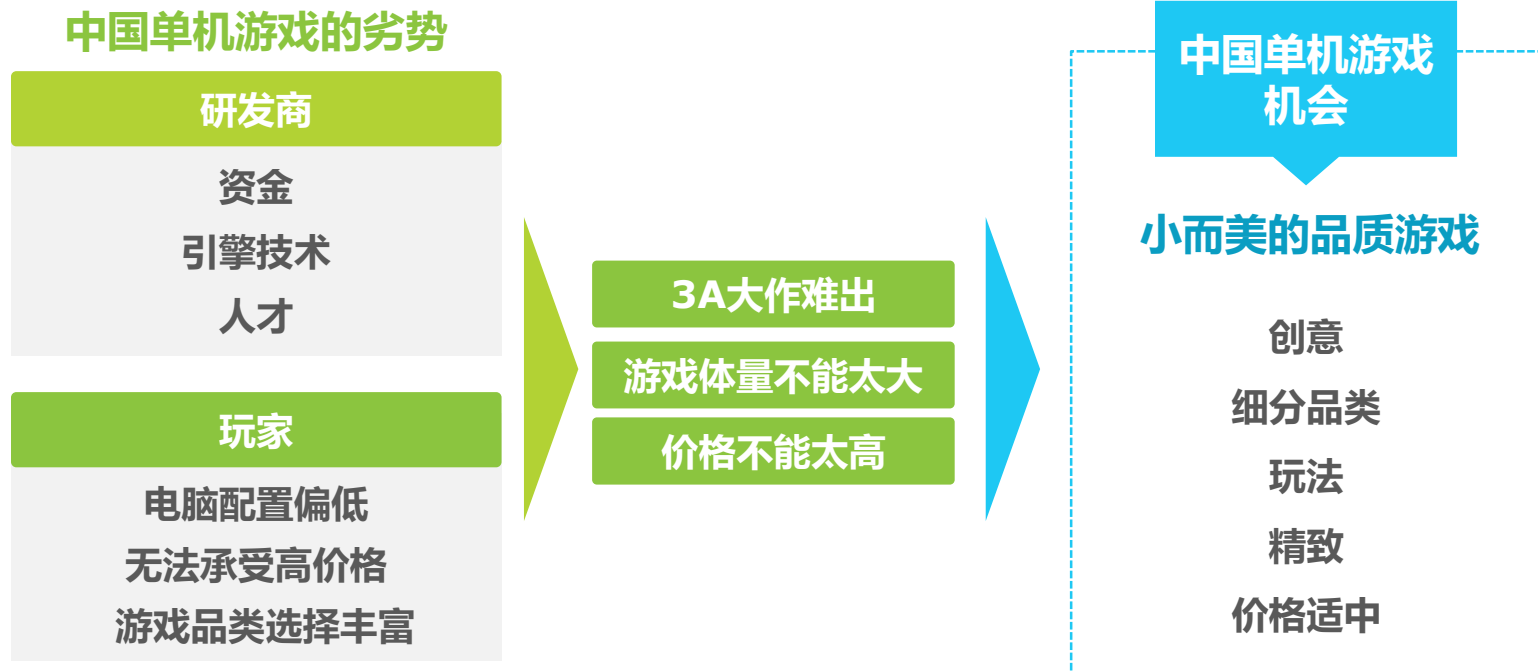 中国单机游戏的劣势
研发商
资金
引擎技术
人才
玩家
电脑配置偏低
无法承受高价格
游戏品类选择丰富
3A大作难出
游戏体量不能太大
价格不能太高
中国单机游戏
机会
小而美的品质游戏
创意
细分品类
玩法
精致
价格适中